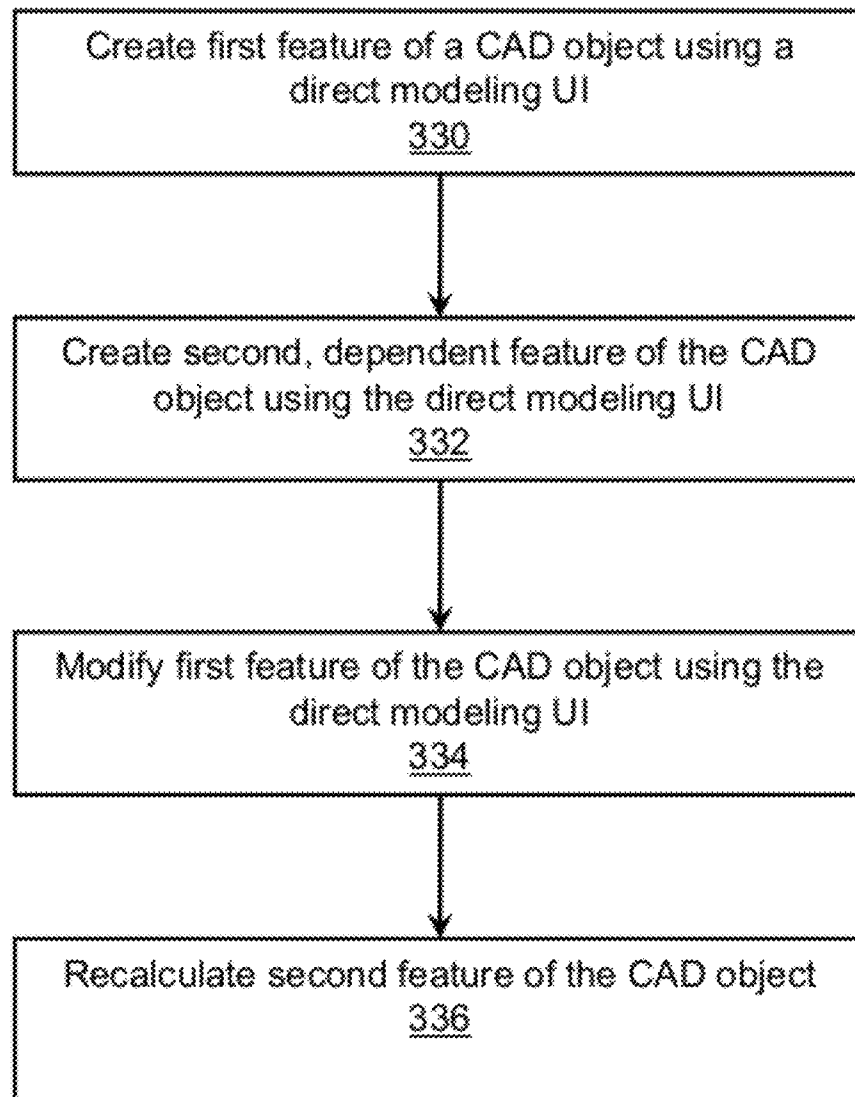 Create first feature of a CAD object using a
direct modeling UI
330
Create second, dependent feature of the CAD
object using the direct modeling UI
332
Modify first feature of the CAD object using the
direct modeling UI
334
Recalculate second feature of the CAD object
336